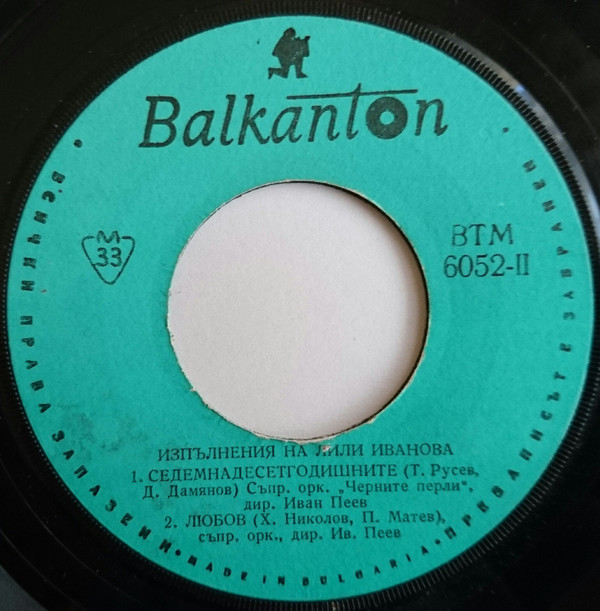 Balkanton
М
33
ВТМ
6052-II
ИЗПЪЛНЕНИЯ НА ЛИЛИ ИВАНОВА
1. СЕДЕМНАДЕСЕТГОДИШНИТЕ (Т. Русев,
Д. Дамянов) Съпр. орк. „Черните перли“,
дир. Иван Пеев
2. ЛЮБОВ (Х. Николов, П. Матев),
съпр. орк., дир. Ив. Пеев
• ВСИЧКИ ПРАВА ЗАПАЗЕНИ • MADE IN BULGARIA • ПРЕЗАПИСЪТ Е ЗАБРАНЕН •